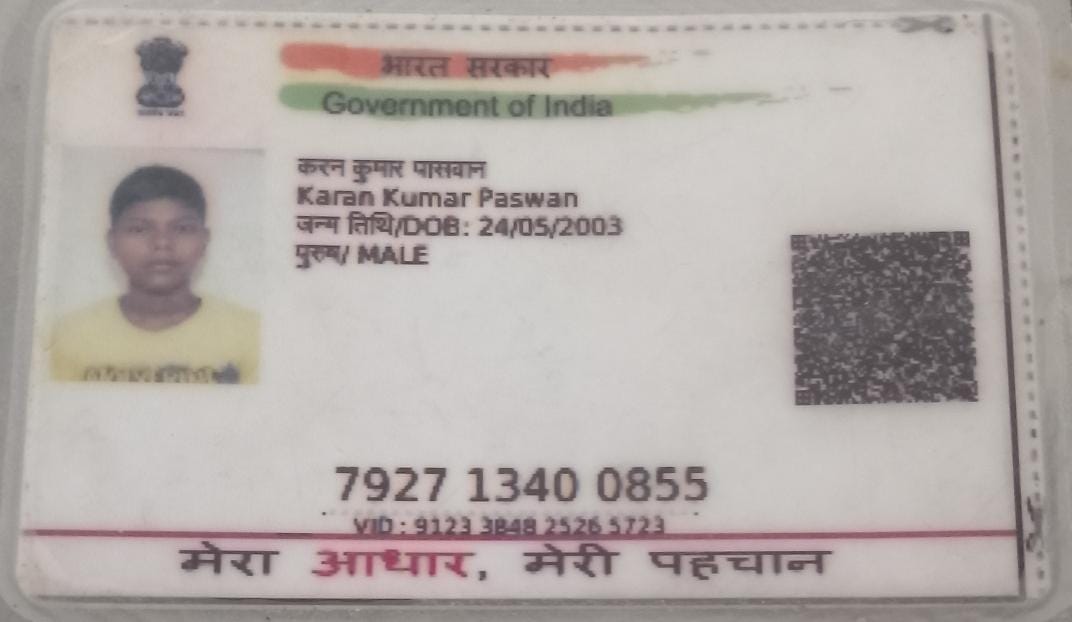 भारत सरकार
Government of India
करन कुमार पासवान
Karan Kumar Paswan
जन्म तिथि/DOB: 24/05/2003
पुरुष/ MALE
7927 1340 0855
VID : 9123 3848 2526 5723
मेरा आधार, मेरी पहचान